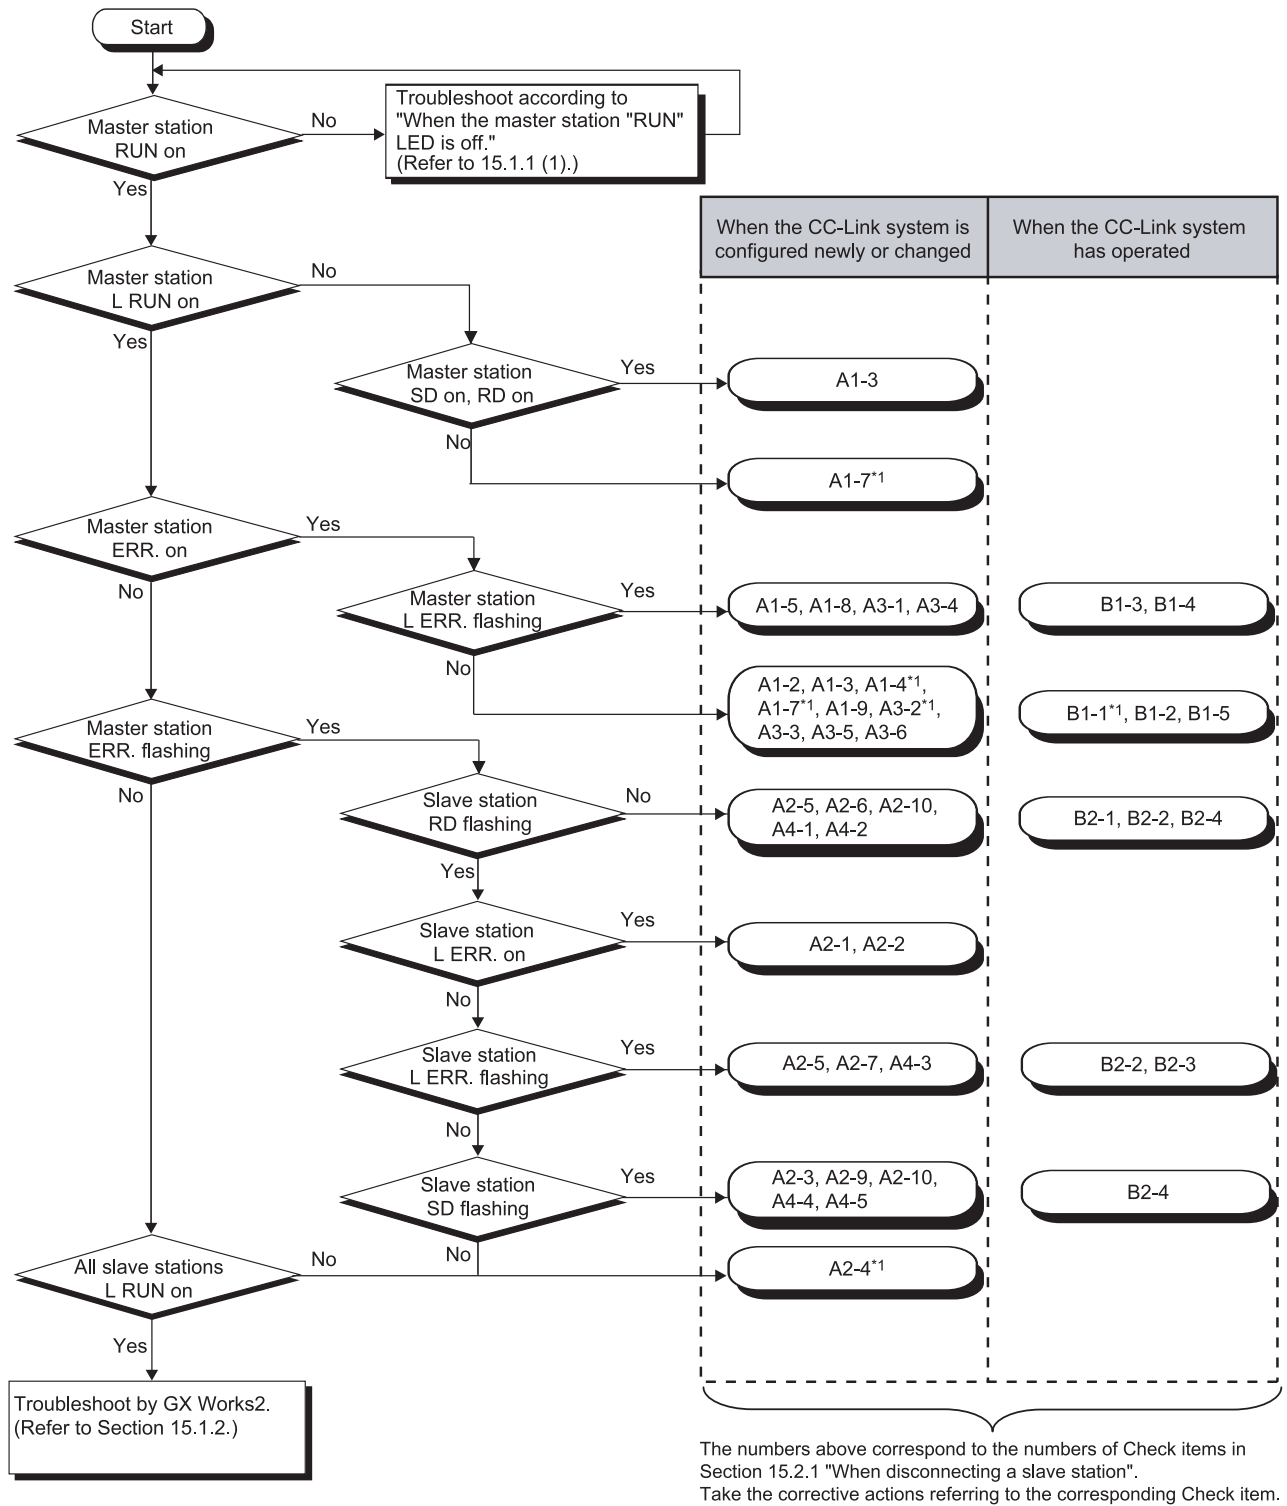 Start
Master station
RUN on
No
Troubleshoot according to
"When the master station "RUN"
LED is off."
(Refer to 15.1.1 (1).)
Yes
When the CC-Link system is
configured newly or changed
When the CC-Link system
has operated
Master station
L RUN on
No
Yes
Master station
SD on, RD on
Yes
A1-3
No
A1-7*1
Master station
ERR. on
Yes
No
Master station
L ERR. flashing
Yes
A1-5, A1-8, A3-1, A3-4
B1-3, B1-4
No
A1-2, A1-3, A1-4*1,
A1-7*1, A1-9, A3-2*1,
A3-3, A3-5, A3-6
B1-1*1, B1-2, B1-5
Master station
ERR. flashing
Yes
No
Slave station
RD flashing
No
A2-5, A2-6, A2-10,
A4-1, A4-2
B2-1, B2-2, B2-4
Yes
Slave station
L ERR. on
Yes
A2-1, A2-2
No
Slave station
L ERR. flashing
Yes
A2-5, A2-7, A4-3
B2-2, B2-3
No
Slave station
SD flashing
Yes
A2-3, A2-9, A2-10,
A4-4, A4-5
B2-4
No
All slave stations
L RUN on
No
A2-4*1
Yes
Troubleshoot by GX Works2.
(Refer to Section 15.1.2.)
The numbers above correspond to the numbers of Check items in
Section 15.2.1 "When disconnecting a slave station".
Take the corrective actions referring to the corresponding Check item.